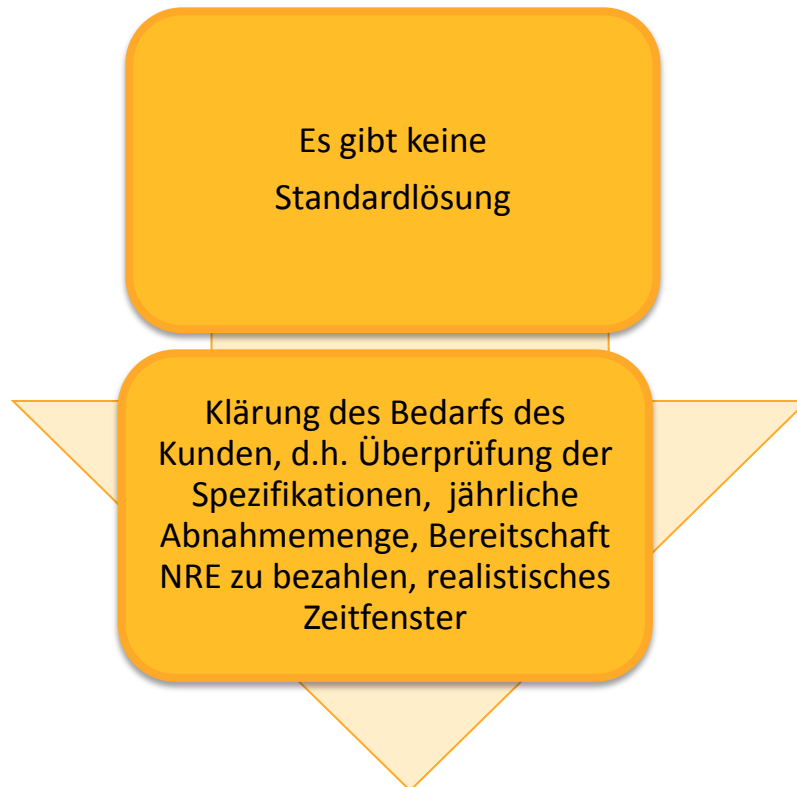 Es gibt keine
Standardlösung
Klärung des Bedarfs des
Kunden, d.h. Überprüfung der
Spezifikationen,  jährliche
Abnahmemenge, Bereitschaft
NRE zu bezahlen, realistisches
Zeitfenster